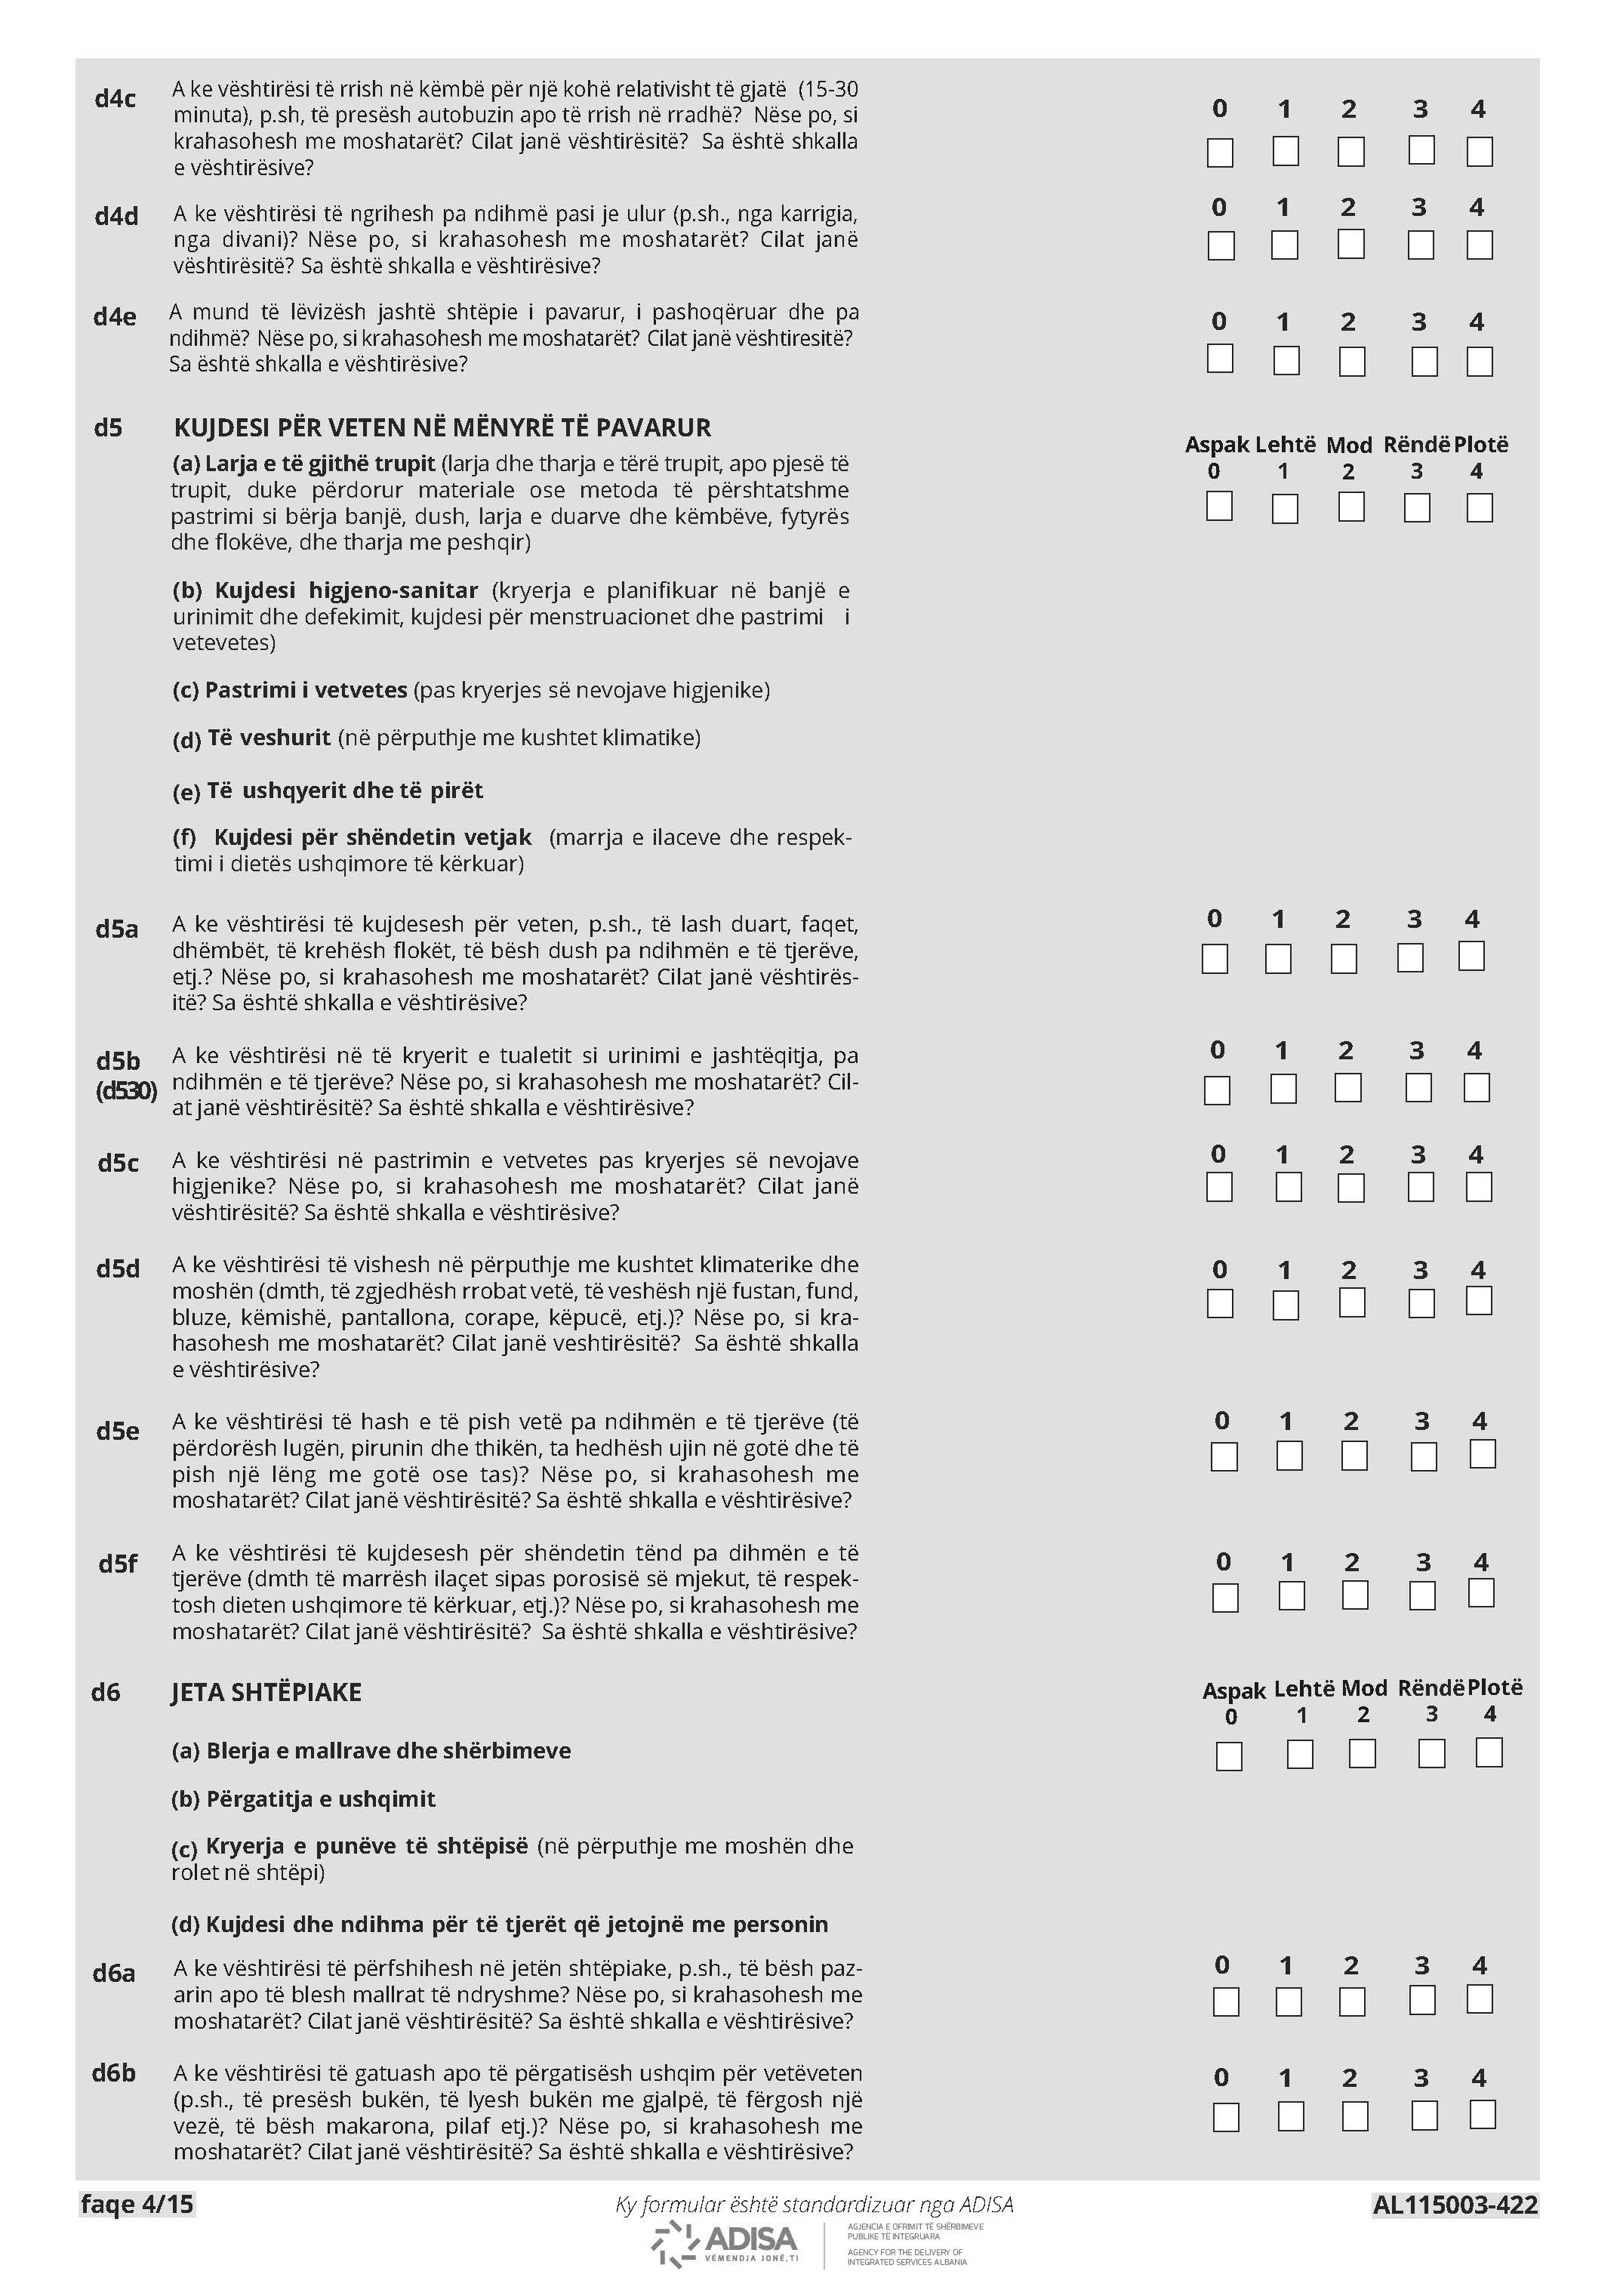 d4c
A ke vështirësi të rrish në këmbë për një kohë relativisht të gjatë (15-30
minuta), p.sh, të presësh autobuzin apo të rrish në rradhë? Nëse po, si
krahasohesh me moshatarët? Cilat janë vështirësitë? Sa është shkalla
e vështirësive?
0 1 2 3 4
d4d
A ke vështirësi të ngrihesh pa ndihmë pasi je ulur (p.sh., nga karrigia,
nga divani)? Nëse po, si krahasohesh me moshatarët? Cilat janë
vështirësitë? Sa është shkalla e vështirësive?
0 1 2 3 4
d4e
A mund të lëvizësh jashtë shtëpie i pavarur, i pashoqëruar dhe pa
ndihmë? Nëse po, si krahasohesh me moshatarët? Cilat janë vështiresitë?
Sa është shkalla e vështirësive?
0 1 2 3 4
d5 KUJDESI PËR VETEN NË MËNYRË TË PAVARUR
Aspak Lehtë Mod Rëndë Plotë
0 1 2 3 4
(a) Larja e të gjithë trupit (larja dhe tharja e tërë trupit, apo pjesë të
trupit, duke përdorur materiale ose metoda të përshtatshme
pastrimi si bërja banjë, dush, larja e duarve dhe këmbëve, fytyrës
dhe flokëve, dhe tharja me peshqir)
(b) Kujdesi higjeno-sanitar (kryerja e planifikuar në banjë e
urinimit dhe defekimit, kujdesi për menstruacionet dhe pastrimi i
vetevetes)
(c) Pastrimi i vetvetes (pas kryerjes së nevojave higjenike)
(d) Të veshurit (në përputhje me kushtet klimatike)
(e) Të ushqyerit dhe të pirët
(f) Kujdesi për shëndetin vetjak (marrja e ilaceve dhe respek-
timi i dietës ushqimore të kërkuar)
d5a
A ke vështirësi të kujdesesh për veten, p.sh., të lash duart, faqet,
dhëmbët, të krehësh flokët, të bësh dush pa ndihmën e të tjerëve,
etj.? Nëse po, si krahasohesh me moshatarët? Cilat janë vështirës-
itë? Sa është shkalla e vështirësive?
0 1 2 3 4
d5b
(d530)
A ke vështirësi në të kryerit e tualetit si urinimi e jashtëqitja, pa
ndihmën e të tjerëve? Nëse po, si krahasohesh me moshatarët? Cil-
at janë vështirësitë? Sa është shkalla e vështirësive?
0 1 2 3 4
d5c
A ke vështirësi në pastrimin e vetvetes pas kryerjes së nevojave
higjenike? Nëse po, si krahasohesh me moshatarët? Cilat janë
vështirësitë? Sa është shkalla e vështirësive?
0 1 2 3 4
d5d
A ke vështirësi të vishesh në përputhje me kushtet klimaterike dhe
moshën (dmth, të zgjedhësh rrobat vetë, të veshësh një fustan, fund,
bluze, këmishë, pantallona, corape, këpucë, etj.)? Nëse po, si kra-
hasohesh me moshatarët? Cilat janë veshtirësitë? Sa është shkalla
e vështirësive?
0 1 2 3 4
d5e
A ke vështirësi të hash e të pish vetë pa ndihmën e të tjerëve (të
përdorësh lugën, pirunin dhe thikën, ta hedhësh ujin në gotë dhe të
pish një lëng me gotë ose tas)? Nëse po, si krahasohesh me
moshatarët? Cilat janë vështirësitë? Sa është shkalla e vështirësive?
0 1 2 3 4
d5f
A ke vështirësi të kujdesesh për shëndetin tënd pa dihmën e të
tjerëve (dmth të marrësh ilaçet sipas porosisë së mjekut, të respek-
tosh dieten ushqimore të kërkuar, etj.)? Nëse po, si krahasohesh me
moshatarët? Cilat janë vështirësitë? Sa është shkalla e vështirësive?
0 1 2 3 4
d6 JETA SHTËPIAKE
Aspak Lehtë Mod Rëndë Plotë
0 1 2 3 4
(a) Blerja e mallrave dhe shërbimeve
(b) Përgatitja e ushqimit
(c) Kryerja e punëve të shtëpisë (në përputhje me moshën dhe
rolet në shtëpi)
(d) Kujdesi dhe ndihma për të tjerët që jetojnë me personin
d6a
A ke vështirësi të përfshihesh në jetën shtëpiake, p.sh., të bësh paz-
arin apo të blesh mallrat të ndryshme? Nëse po, si krahasohesh me
moshatarët? Cilat janë vështirësitë? Sa është shkalla e vështirësive?
0 1 2 3 4
d6b
A ke vështirësi të gatuash apo të përgatisësh ushqim për vetëveten
(p.sh., të presësh bukën, të lyesh bukën me gjalpë, të fërgosh një
vezë, të bësh makarona, pilaf etj.)? Nëse po, si krahasohesh me
moshatarët? Cilat janë vështirësitë? Sa është shkalla e vështirësive?
0 1 2 3 4
faqe 4/15
Ky formular është standardizuar nga ADISA
AL115003-422
ADISA
VËMENDJA JONË, TI
AGJENCIA E OFRIMIT TË SHËRBIMEVE
PUBLIKE TË INTEGRUARA
AGENCY FOR THE DELIVERY OF
INTEGRATED SERVICES ALBANIA